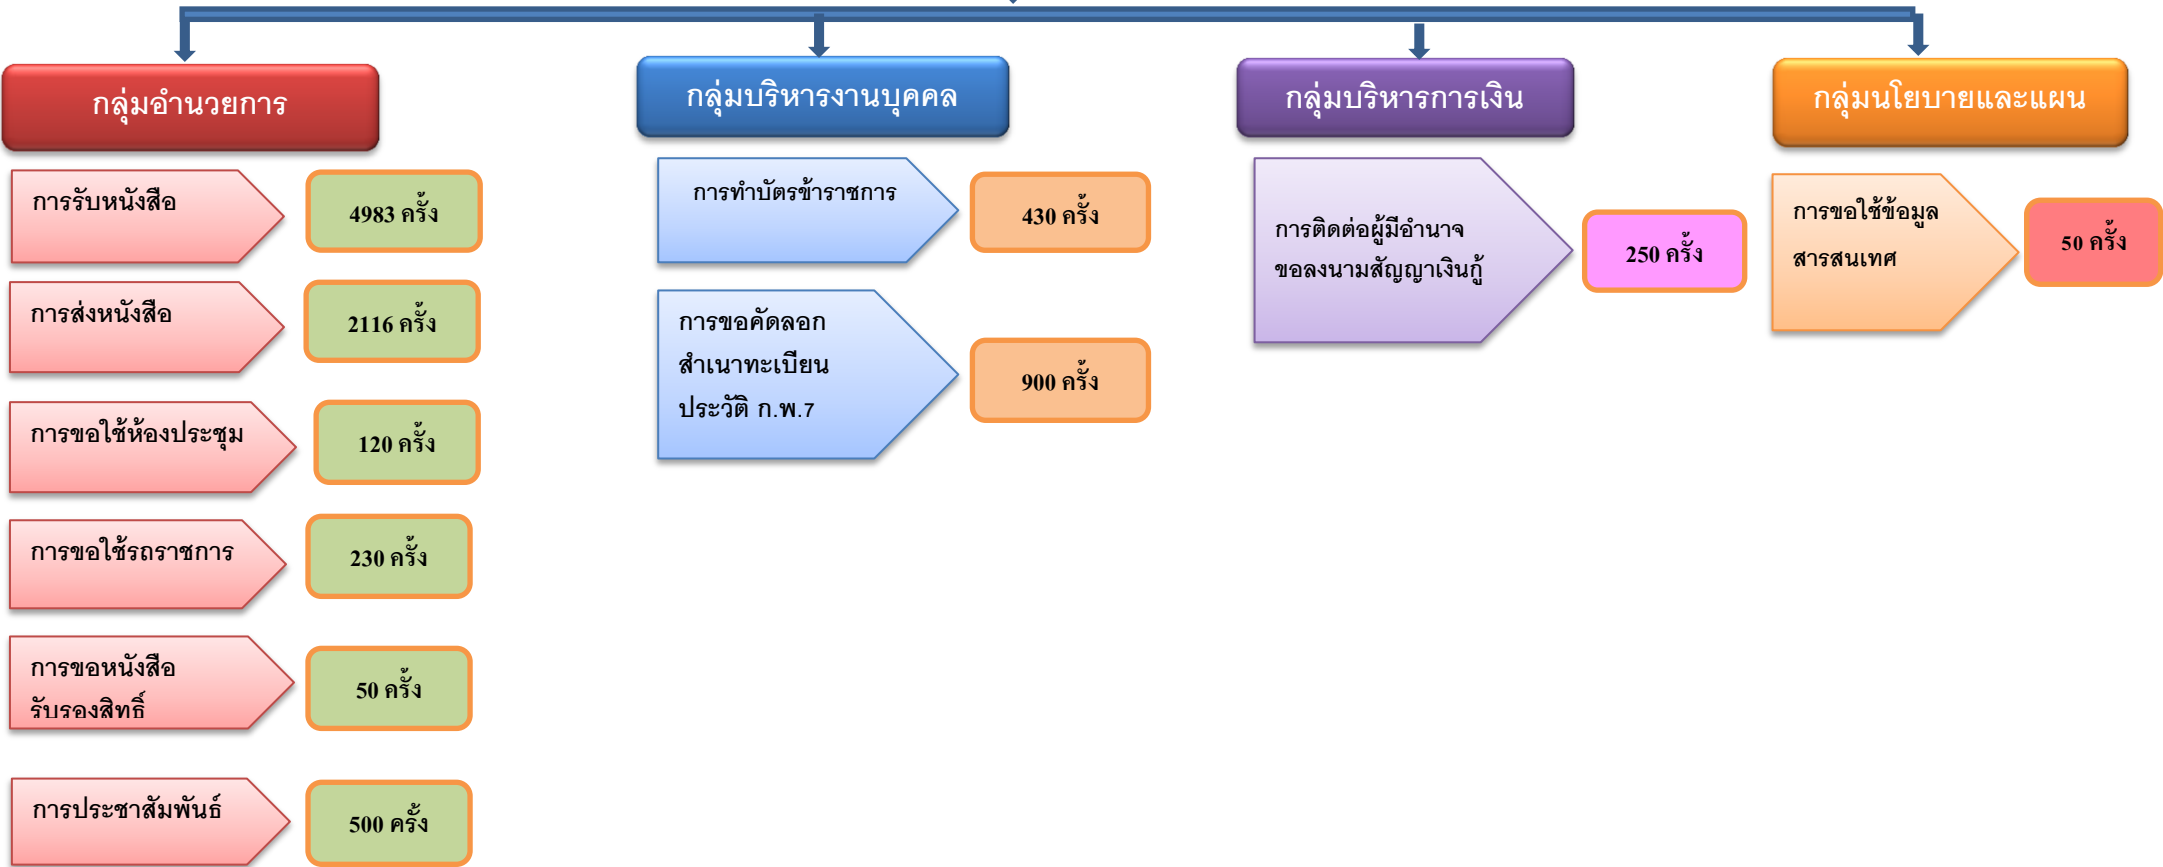 กลุ่มอำนวยการ
การรับหนังสือ
4983 ครั้ง
การส่งหนังสือ
2116 ครั้ง
การขอใช้ห้องประชุม
120 ครั้ง
การขอใช้รถราชการ
230 ครั้ง
การขอหนังสือ
รับรองสิทธิ์
50 ครั้ง
การประชาสัมพันธ์
500 ครั้ง
กลุ่มบริหารงานบุคคล
การทำบัตรข้าราชการ
430 ครั้ง
การขอคัดลอก
สำเนาทะเบียน
ประวัติ ก.พ.7
900 ครั้ง
กลุ่มบริหารการเงิน
การติดต่อผู้มีอำนาจ
ขอลงนามสัญญาเงินกู้
250 ครั้ง
กลุ่มนโยบายและแผน
การขอใช้ข้อมูล
สารสนเทศ
50 ครั้ง